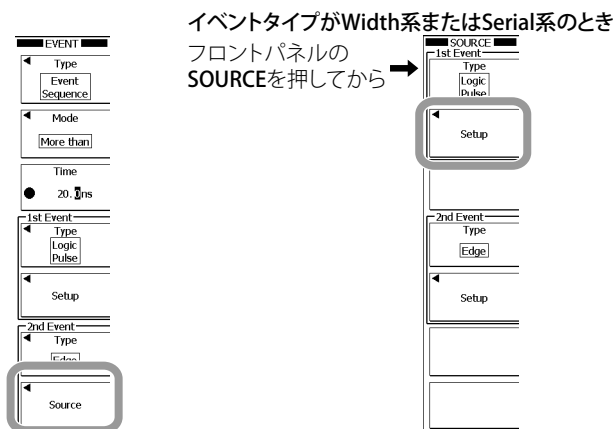 イベントタイプがWidth系またはSerial系のとき
フロントパネルの
SOURCEを押してから
EVENT
Type
Event
Sequence
Mode
More than
Time
20.0ns
1st Event
Type
Logic
Pulse
Setup
2nd Event
Type
Edge
Source
SOURCE
1st Event
Type
Logic
Pulse
Setup
2nd Event
Type
Edge
Setup